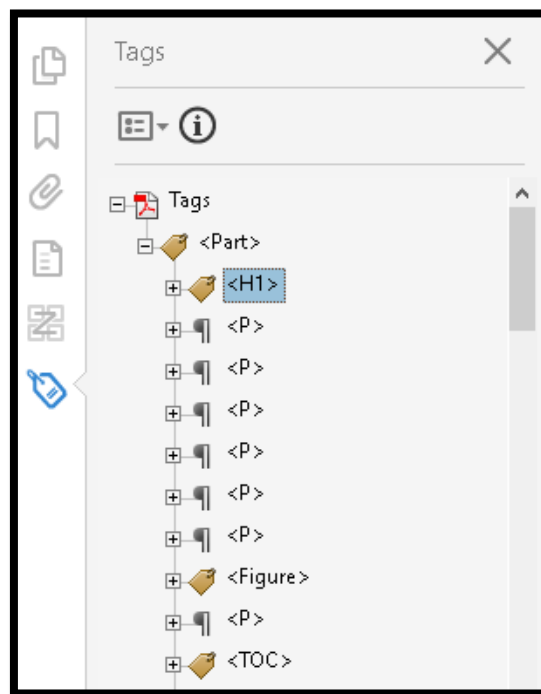 Tags
Tags
<Part>
<H1>
<P>
<P>
<P>
<P>
<P>
<P>
<Figure>
<P>
<TOC>